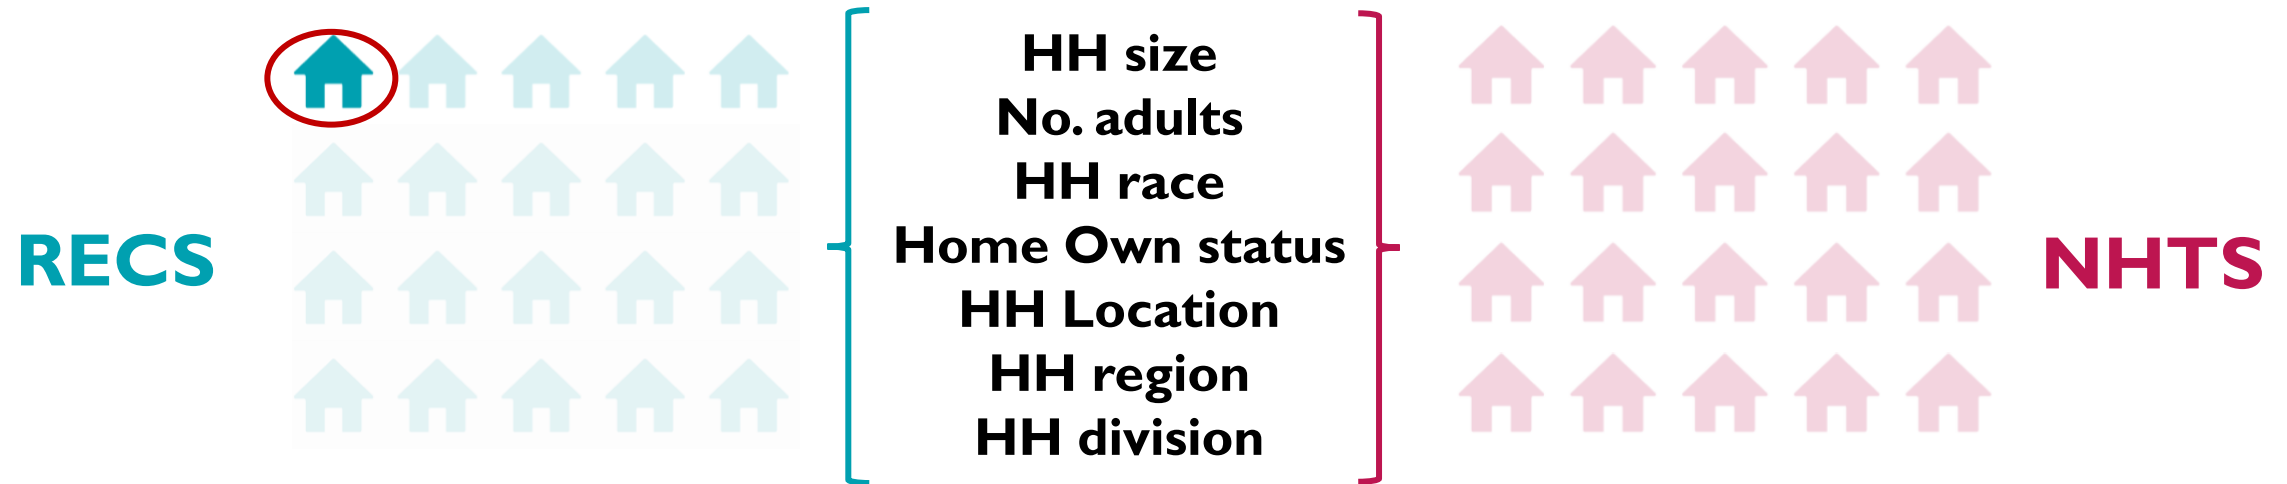 RECS
HH size
No. adults
HH race
Home Own status
HH Location
HH region
HH division
NHTS